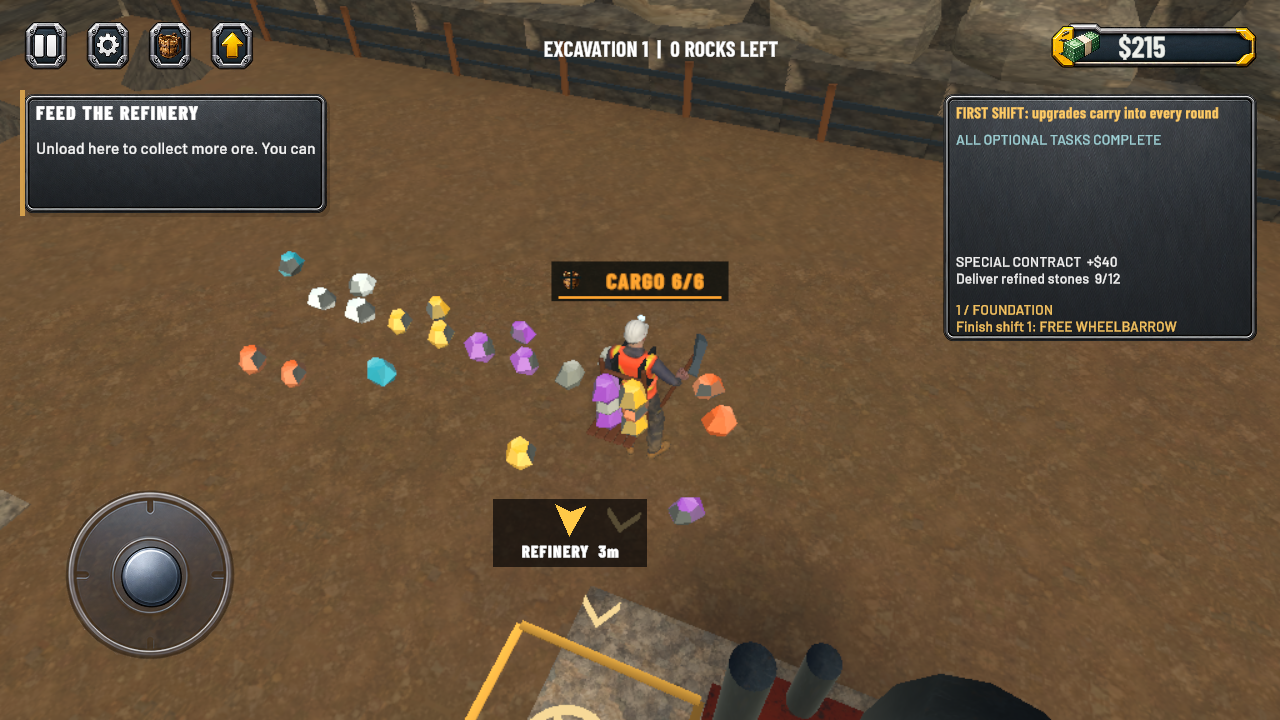 EXCAVATION 1 | 0 ROCKS LEFT
$215
FEED THE REFINERY
Unload here to collect more ore. You can
FIRST SHIFT: upgrades carry into every round
ALL OPTIONAL TASKS COMPLETE
SPECIAL CONTRACT +$40
Deliver refined stones 9/12
1 / FOUNDATION
Finish shift 1: FREE WHEELBARROW
CARGO 6/6
REFINERY 3m